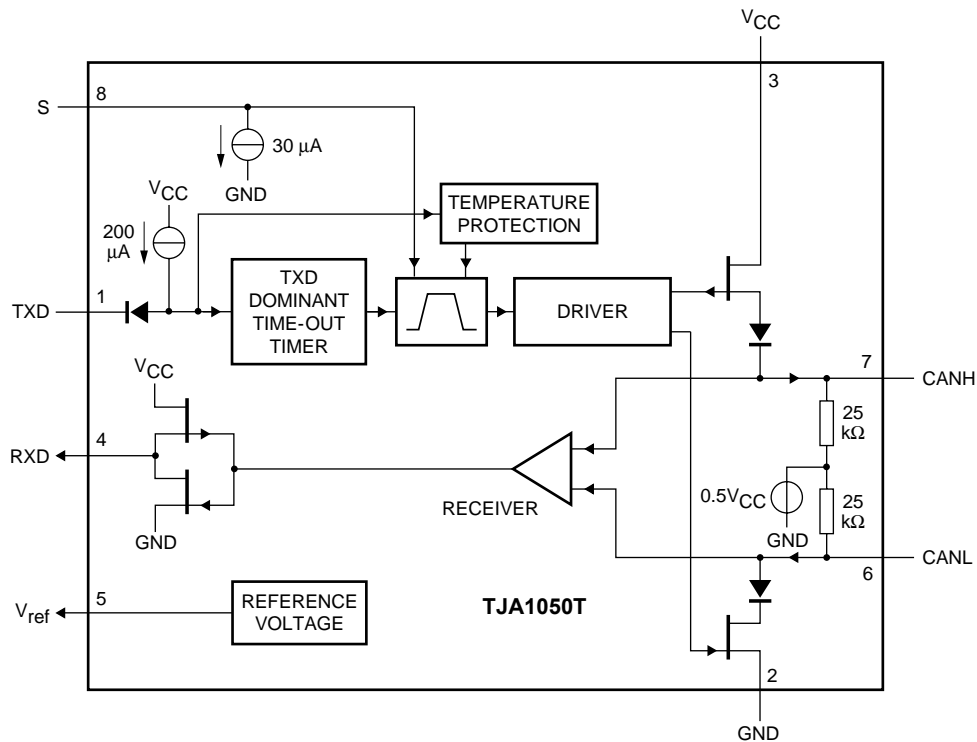 VCC
3
8
S
30 μA
GND
VCC
200
μA
TEMPERATURE
PROTECTION
1
TXD
TXD
DOMINANT
TIME-OUT
TIMER
DRIVER
7
CANH
VCC
4
RXD
GND
RECEIVER
25
kΩ
0.5VCC
GND
25
kΩ
CANL
6
5
Vref
REFERENCE
VOLTAGE
TJA1050T
2
GND